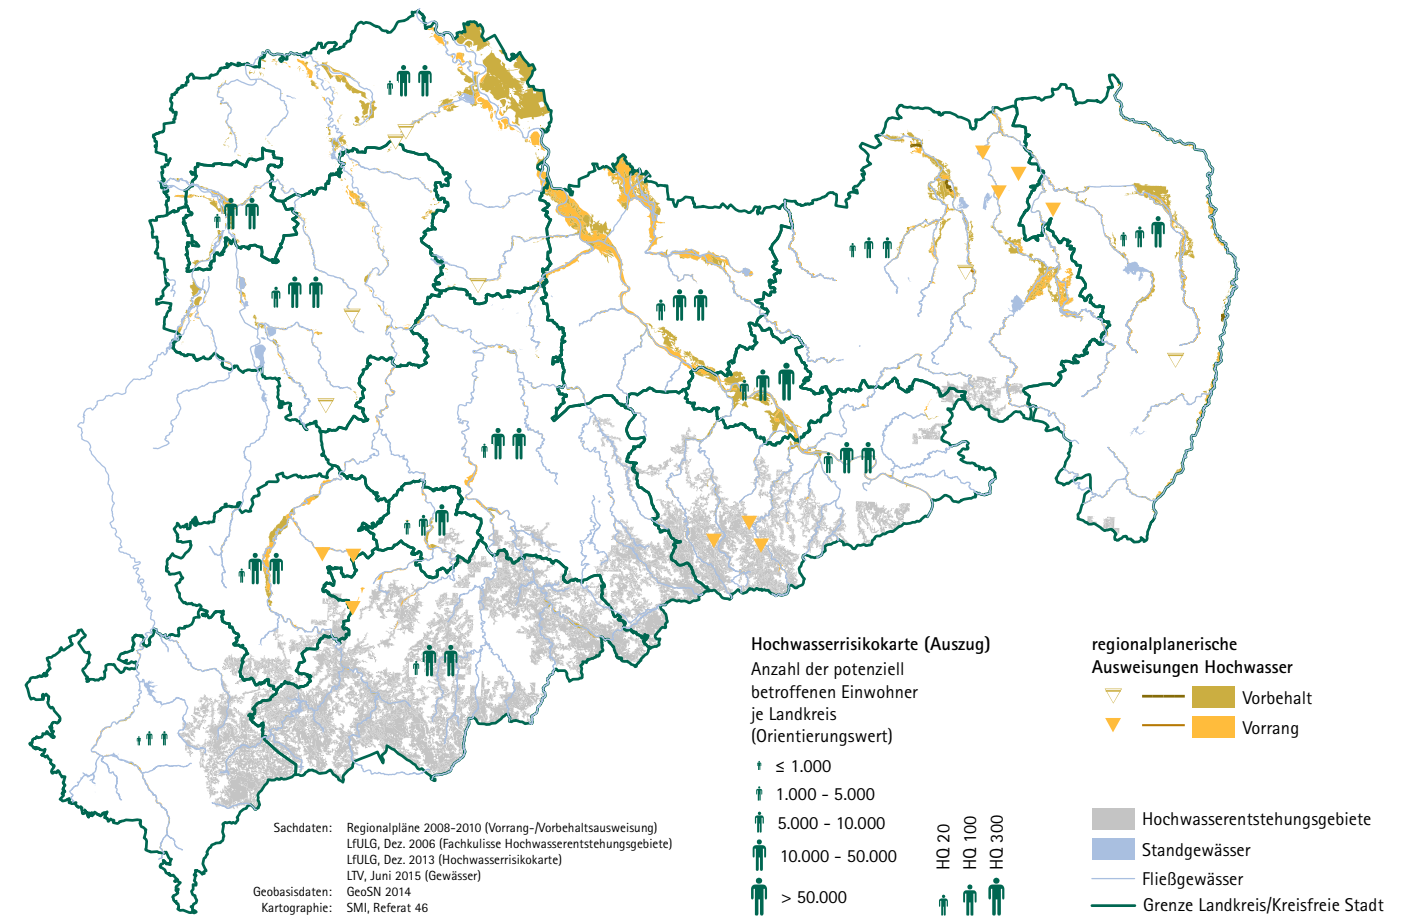 Hochwasserrisikokarte (Auszug)
Anzahl der potenziell
betroffenen Einwohner
je Landkreis
(Orientierungswert)
≤ 1.000
1.000 - 5.000
5.000 - 10.000
10.000 - 50.000
> 50.000
HQ 20
HQ 100
HQ 300
regionalplanerische
Ausweisungen Hochwasser
Vorbehalt
Vorrang
Hochwasserentstehungsgebiete
Standgewässer
Fließgewässer
Grenze Landkreis/Kreisfreie Stadt
Sachdaten: Regionalpläne 2008-2010 (Vorrang-/Vorbehaltsausweisung)
LfULG, Dez. 2006 (Fachkulisse Hochwasserentstehungsgebiete)
LfULG, Dez. 2013 (Hochwasserrisikokarte)
LTV, Juni 2015 (Gewässer)
Geobasisdaten: GeoSN 2014
Kartographie: SMI, Referat 46